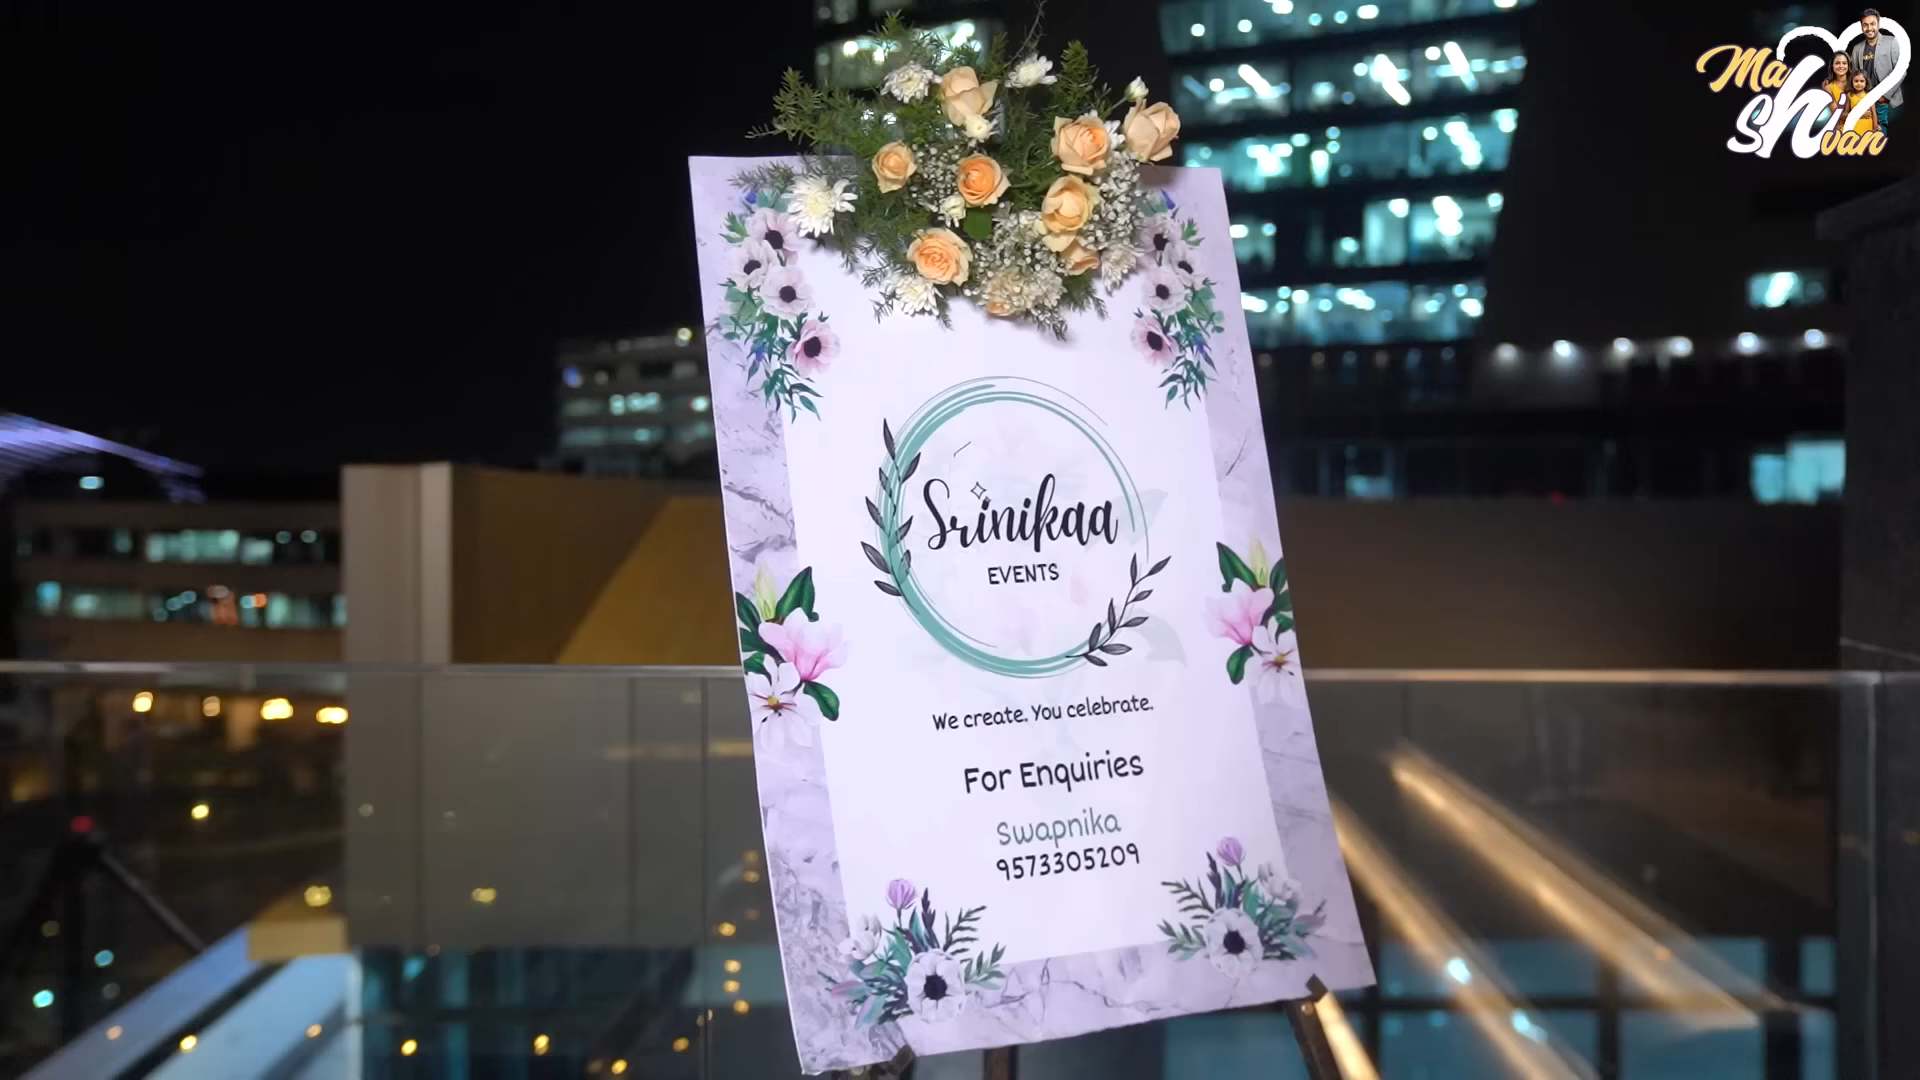 Ma
Shivan
Srinikaa
EVENTS
We create. You celebrate.
For Enquiries
Swapnika
9573305209